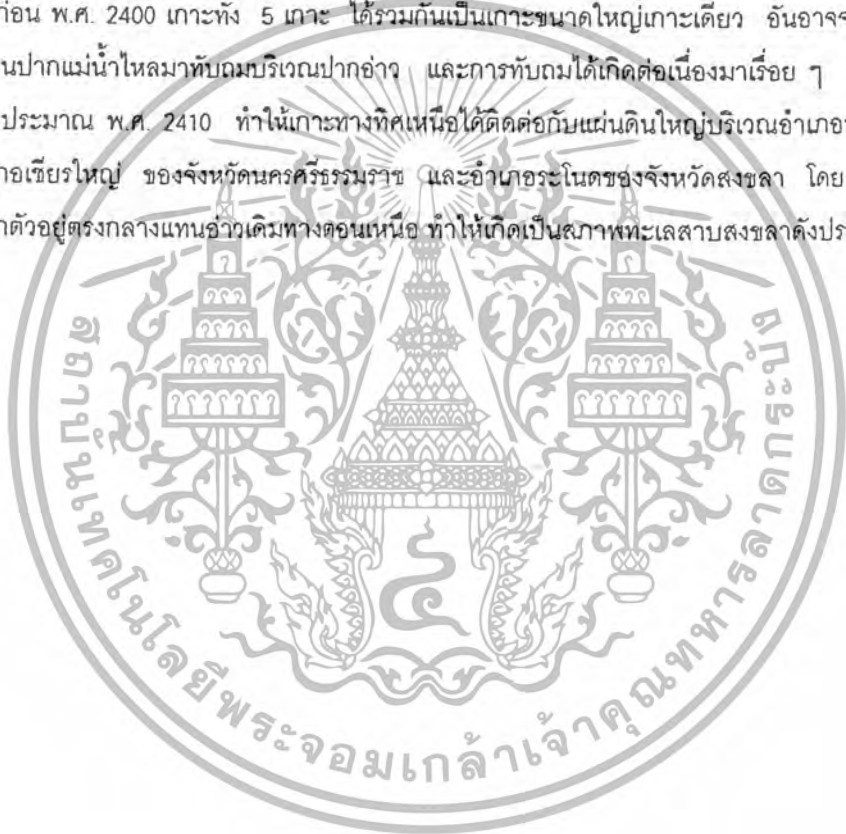 ก่อน พ.ศ. 2400 เกาะทั้ง 5 เกาะ ได้รวมกันเป็นเกาะขนาดใหญ่เกาะเดียว อันอาจ
นปากแม่น้ำไหลมาทับถมบริเวณปากอ่าว และการทับถมได้เกิดต่อเนื่องมาเรื่อย ๆ
ประมาณ พ.ศ. 2410 ทำให้เกาะทางทิศเหนือได้ติดต่อกับแผ่นดินใหญ่บริเวณอำเภอ
าอเชียรใหญ่ ของจังหวัดนครศรีธรรมราช และอำเภอระโนดของจังหวัดสงขลา โดย
าตัวอยู่ตรงกลางแทนอ่าวเดิมทางตอนเหนือ ทำให้เกิดเป็นสภาพทะเลสาบสงขลาดังปร
สถาบันเทคโนโลยีพระจอมเกล้าเจ้าคุณทหารลาดกระบัง
๔